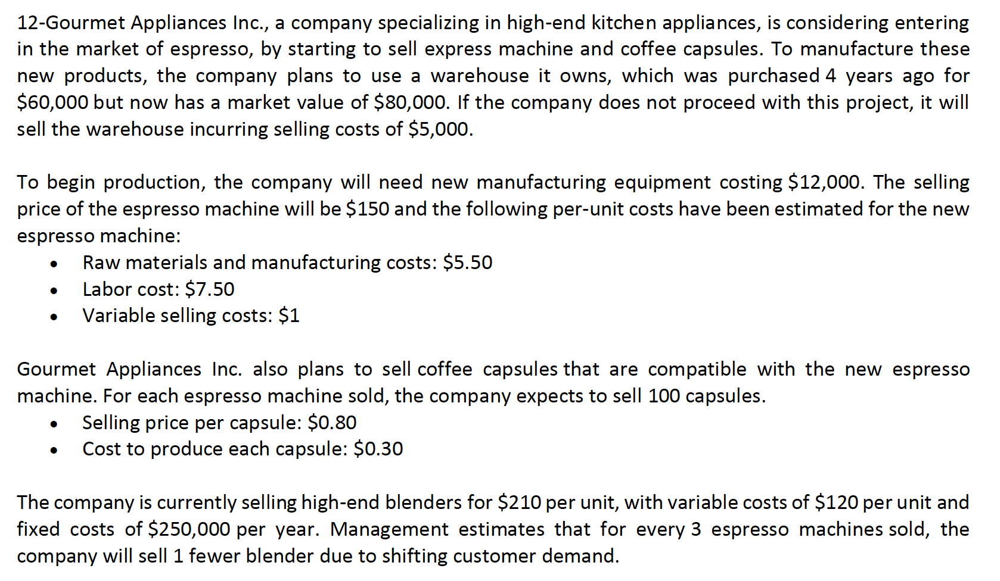 12-Gourmet Appliances Inc., a company specializing in high-end kitchen appliances, is considering entering
in the market of espresso, by starting to sell express machine and coffee capsules. To manufacture these
new products, the company plans to use a warehouse it owns, which was purchased 4 years ago for
$60,000 but now has a market value of $80,000. If the company does not proceed with this project, it will
sell the warehouse incurring selling costs of $5,000.
To begin production, the company will need new manufacturing equipment costing $12,000. The selling
price of the espresso machine will be $150 and the following per-unit costs have been estimated for the new
espresso machine:
• Raw materials and manufacturing costs: $5.50
• Labor cost: $7.50
• Variable selling costs: $1
Gourmet Appliances Inc. also plans to sell coffee capsules that are compatible with the new espresso
machine. For each espresso machine sold, the company expects to sell 100 capsules.
• Selling price per capsule: $0.80
• Cost to produce each capsule: $0.30
The company is currently selling high-end blenders for $210 per unit, with variable costs of $120 per unit and
fixed costs of $250,000 per year. Management estimates that for every 3 espresso machines sold, the
company will sell 1 fewer blender due to shifting customer demand.